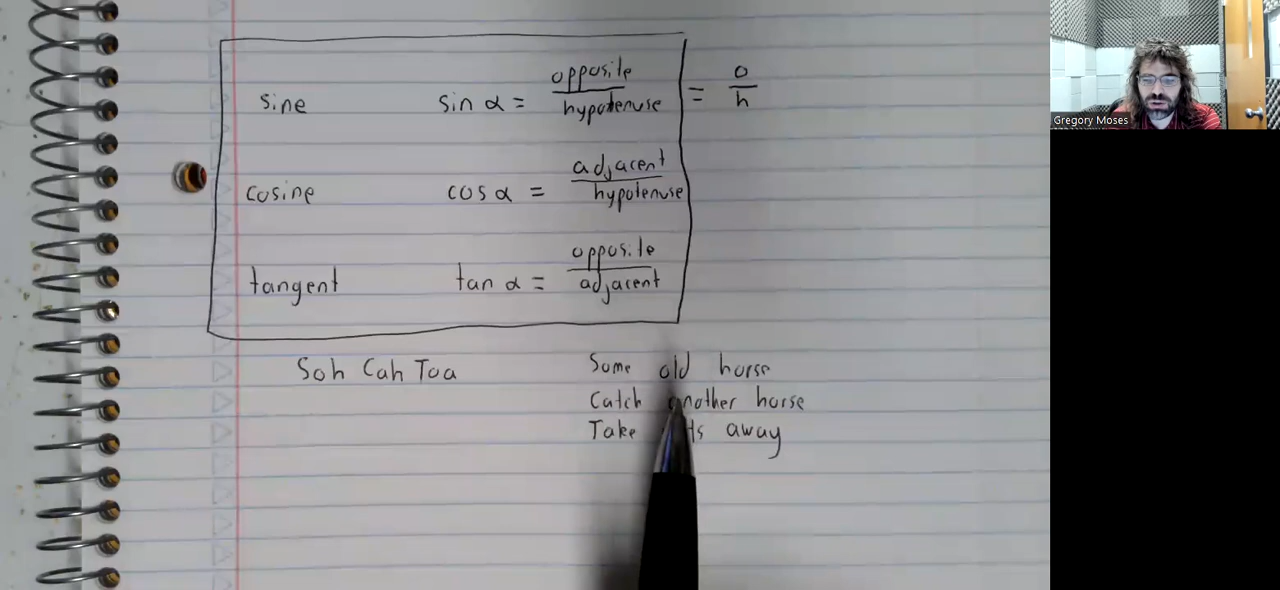 sine sin α = opposite/hypotenuse = o/h
cosine cos α = adjacent/hypotenuse
tangent tan α = opposite/adjacent
Soh Cah Toa
Some old horse
Catch another horse
Take away
Gregory Moses